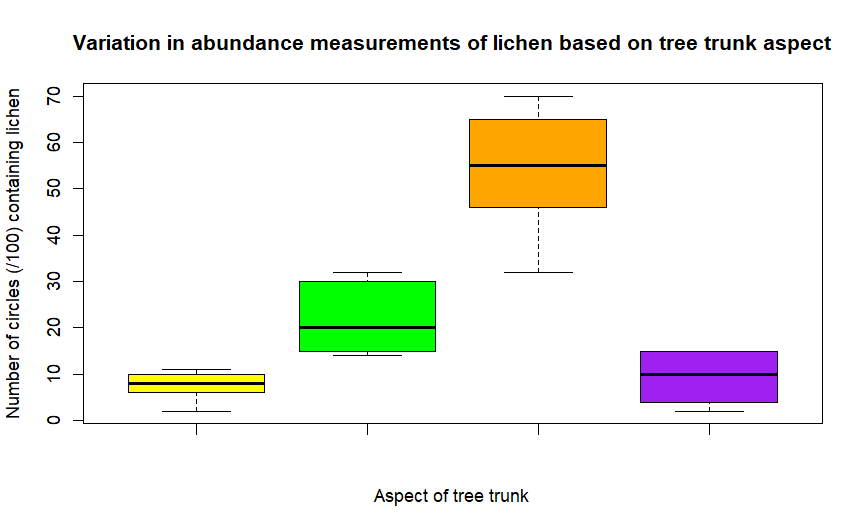 Variation in abundance measurements of lichen based on tree trunk aspect
Number of circles (/100) containing lichen
70
60
50
40
30
20
10
0
Aspect of tree trunk